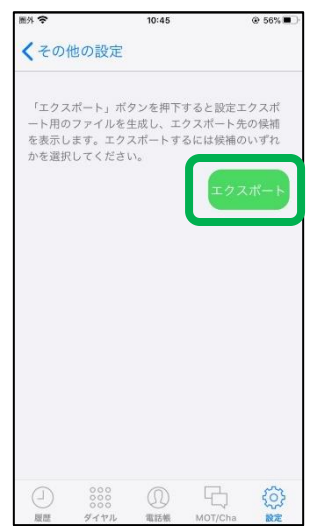 圏外 10:45 56%
その他の設定
「エクスポート」ボタンを押下すると設定エクスポ
ート用のファイルを生成し、エクスポート先の候補
を表示します。エクスポートするには候補のいずれ
かを選択してください。
エクスポート
履歴 ダイヤル 電話帳 MOT/Cha 設定